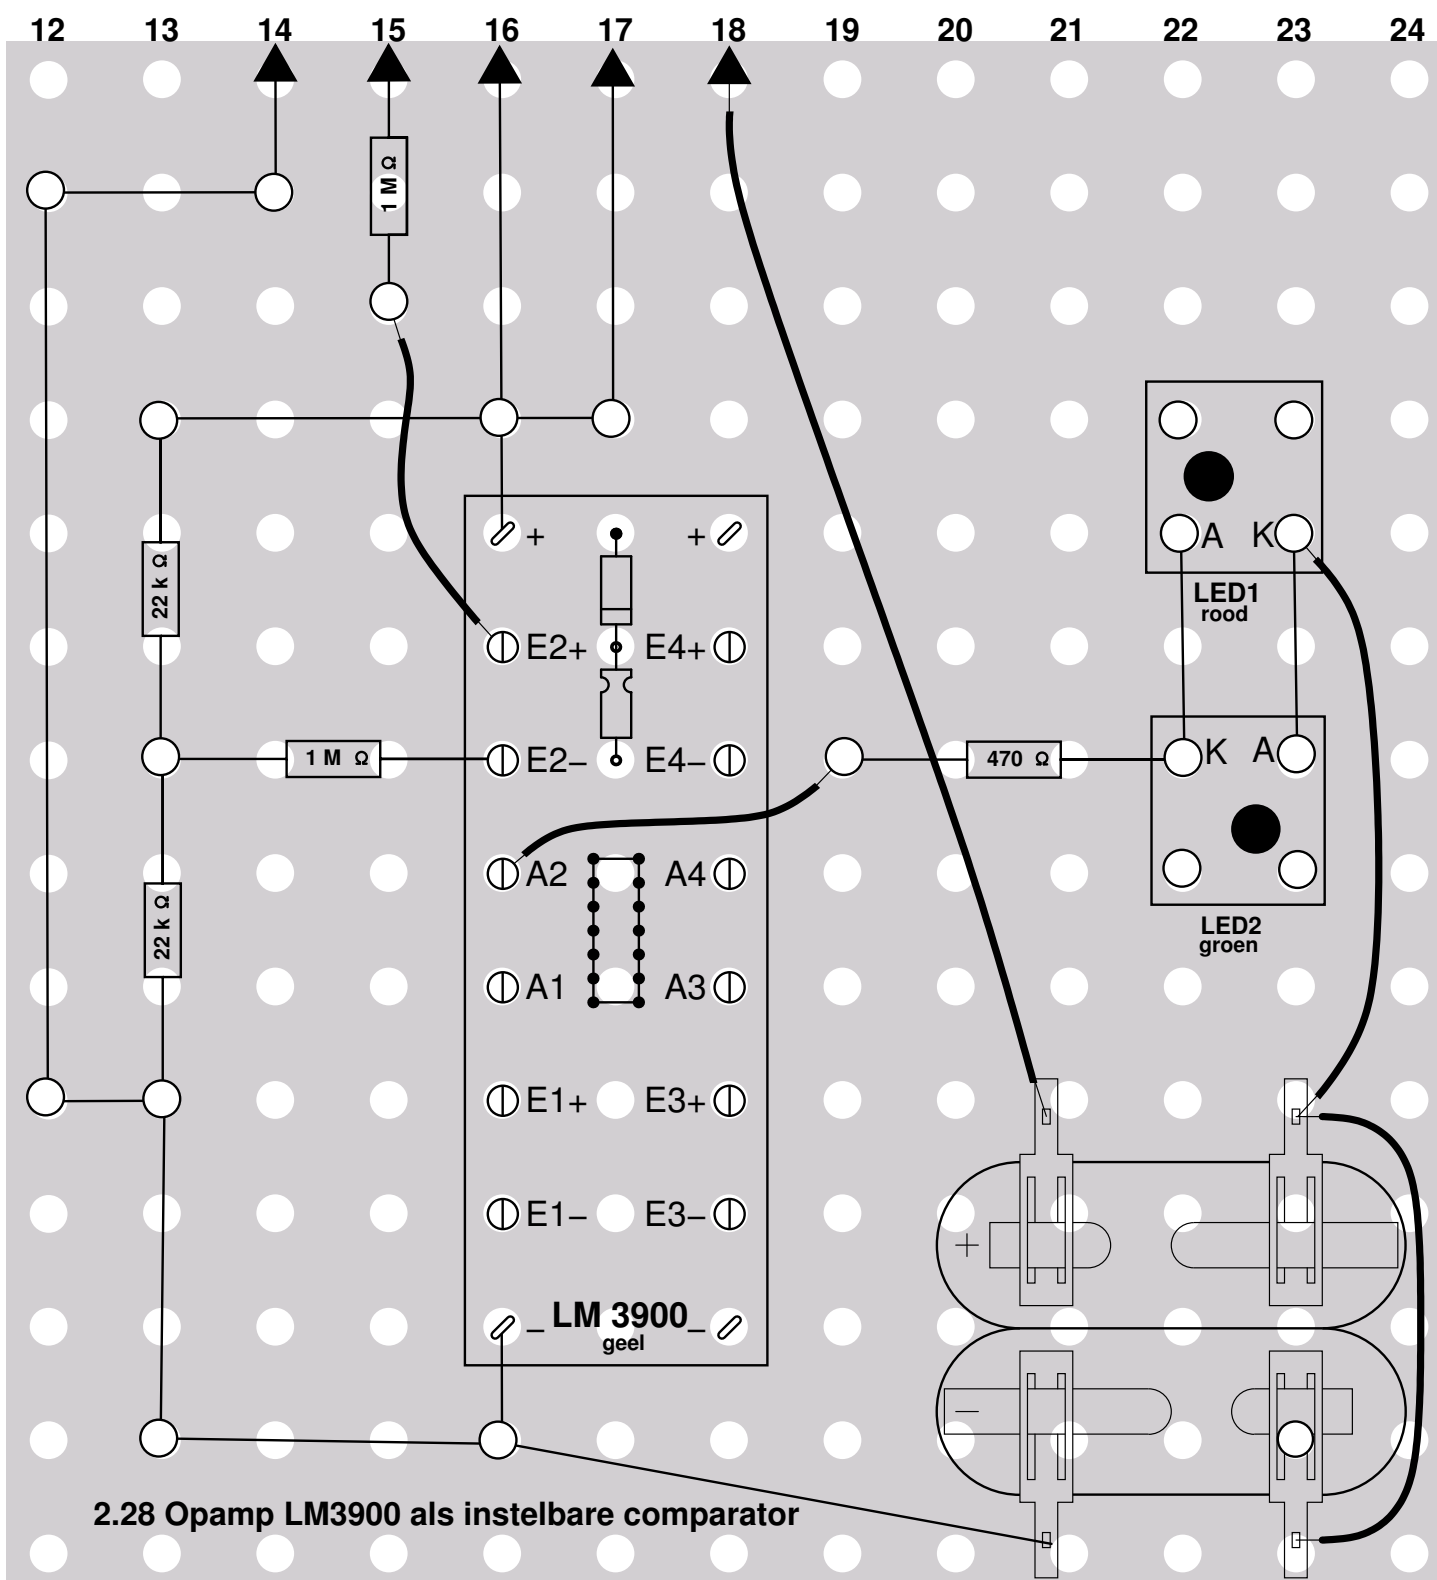 12 13 14 15 16 17 18 19 20 21 22 23 24
1 M Ω
+ +
A K
LED1
rood
22 k Ω
E2+ E4+
1 M Ω E2– E4– 470 Ω K A
A2 A4
22 k Ω
LED2
groen
A1 A3
E1+ E3+
E1– E3–
+
– LM 3900 –
geel
–
2.28 Opamp LM3900 als instelbare comparator